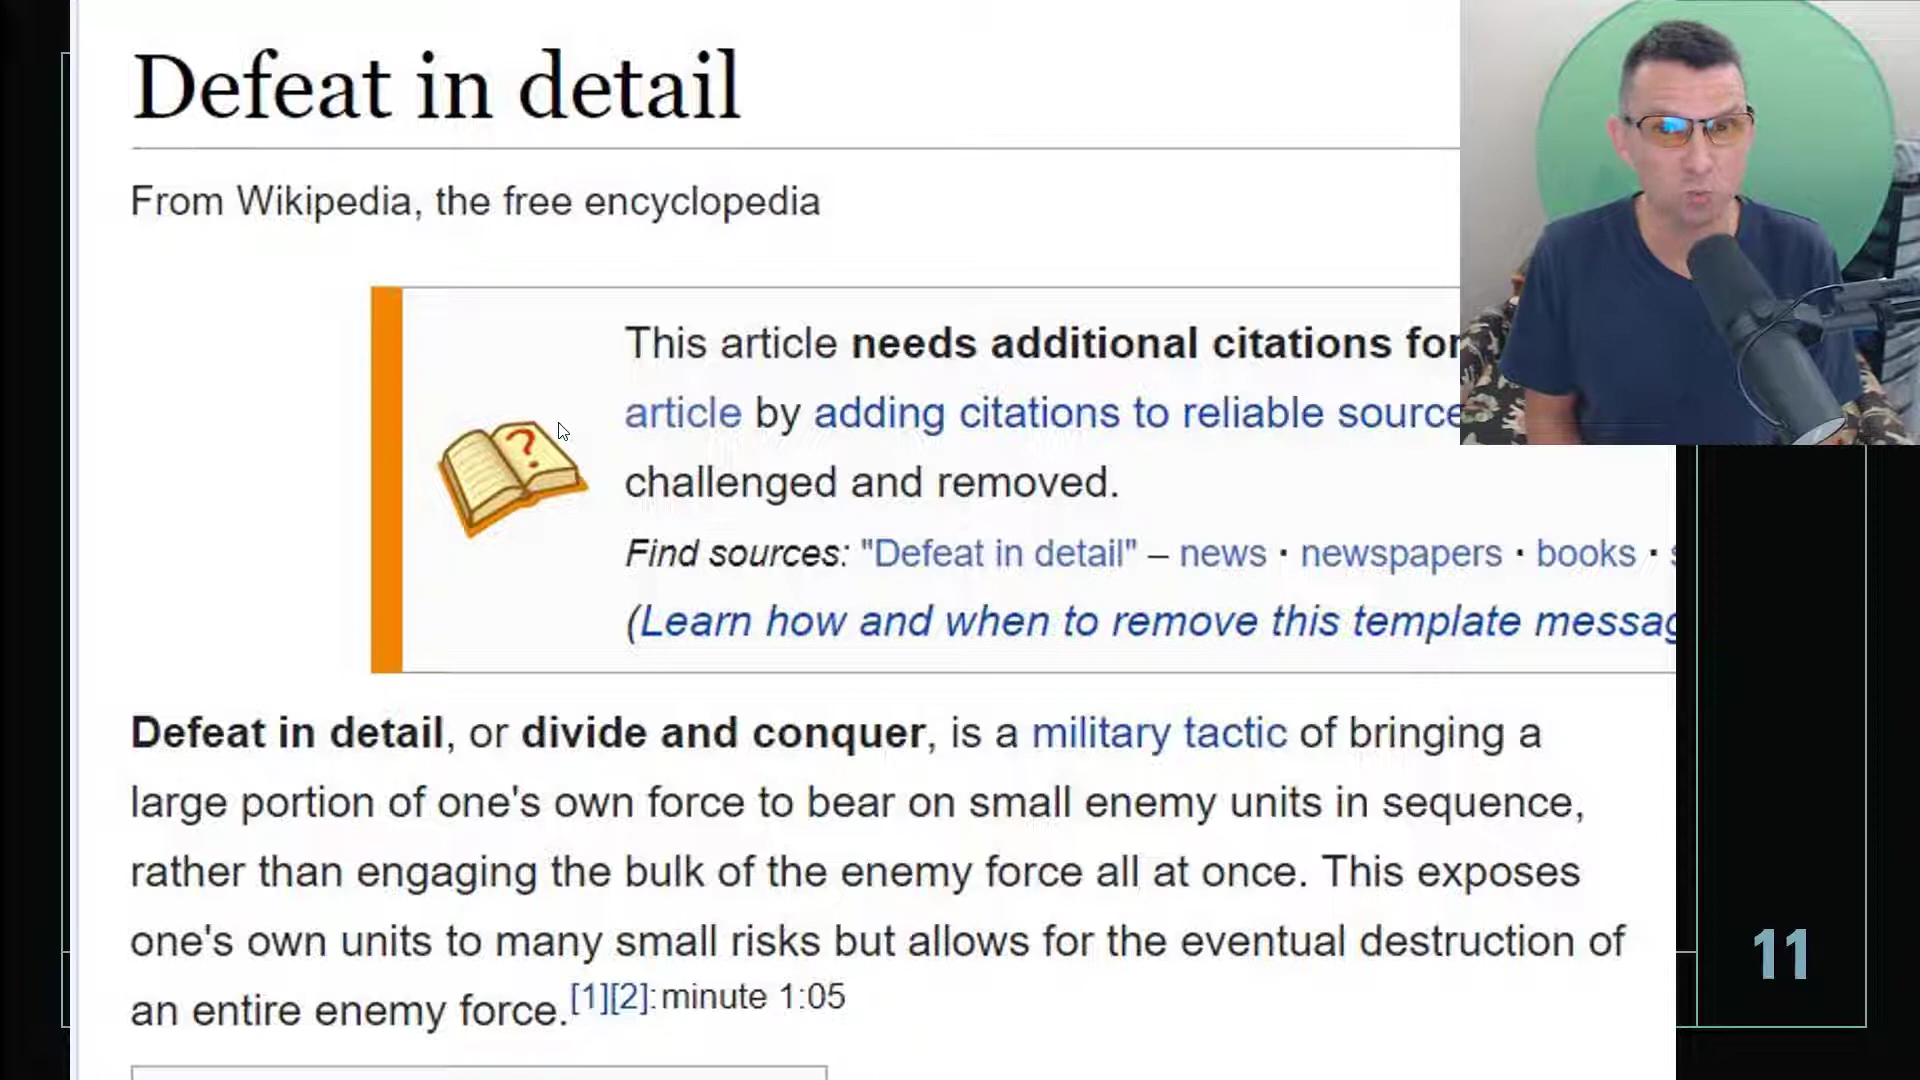 Defeat in detail
From Wikipedia, the free encyclopedia
This article needs additional citations for
article by adding citations to reliable source
challenged and removed.
Find sources: "Defeat in detail" – news · newspapers · books ·
(Learn how and when to remove this template messag
Defeat in detail, or divide and conquer, is a military tactic of bringing a
large portion of one's own force to bear on small enemy units in sequence,
rather than engaging the bulk of the enemy force all at once. This exposes
one's own units to many small risks but allows for the eventual destruction of
an entire enemy force.[1][2]:minute 1:05
11